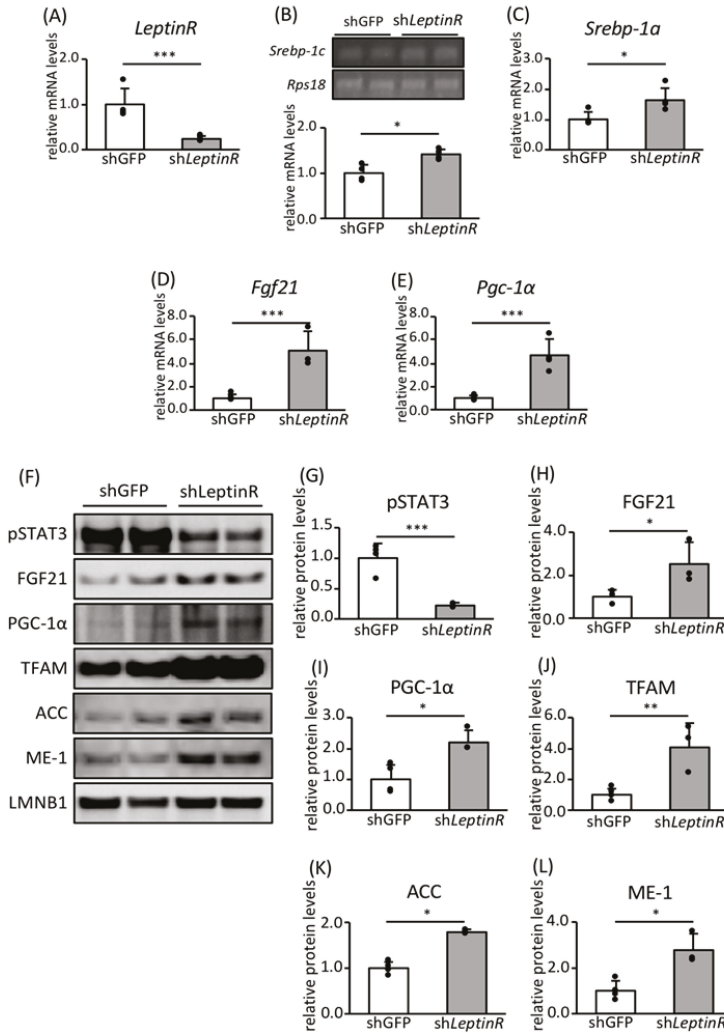 (A)
LeptinR
***
relative mRNA levels
2.0
1.0
0.0
shGFP
shLeptinR
(B)
shGFP
shLeptinR
Srebp-1c
Rps18
*
relative mRNA levels
2.0
1.0
0.0
shGFP
shLeptinR
(C)
Srebp-1a
*
relative mRNA levels
3.0
2.0
1.0
0.0
shGFP
shLeptinR
(D)
Fgf21
***
relative mRNA levels
8.0
6.0
4.0
2.0
0.0
shGFP
shLeptinR
(E)
Pgc-1α
***
relative mRNA levels
8.0
6.0
4.0
2.0
0.0
shGFP
shLeptinR
(F)
shGFP
shLeptinR
pSTAT3
FGF21
PGC-1α
TFAM
ACC
ME-1
LMNB1
(G)
pSTAT3
***
relative protein levels
1.5
1.0
0.5
0.0
shGFP
shLeptinR
(H)
FGF21
*
relative protein levels
4.0
2.0
0.0
shGFP
shLeptinR
(I)
PGC-1α
*
relative protein levels
3.0
2.0
1.0
0.0
shGFP
shLeptinR
(J)
TFAM
**
relative protein levels
6.0
4.0
2.0
0.0
shGFP
shLeptinR
(K)
ACC
*
relative protein levels
2.0
1.0
0.0
shGFP
shLeptinR
(L)
ME-1
*
relative protein levels
4.0
2.0
0.0
shGFP
shLeptinR